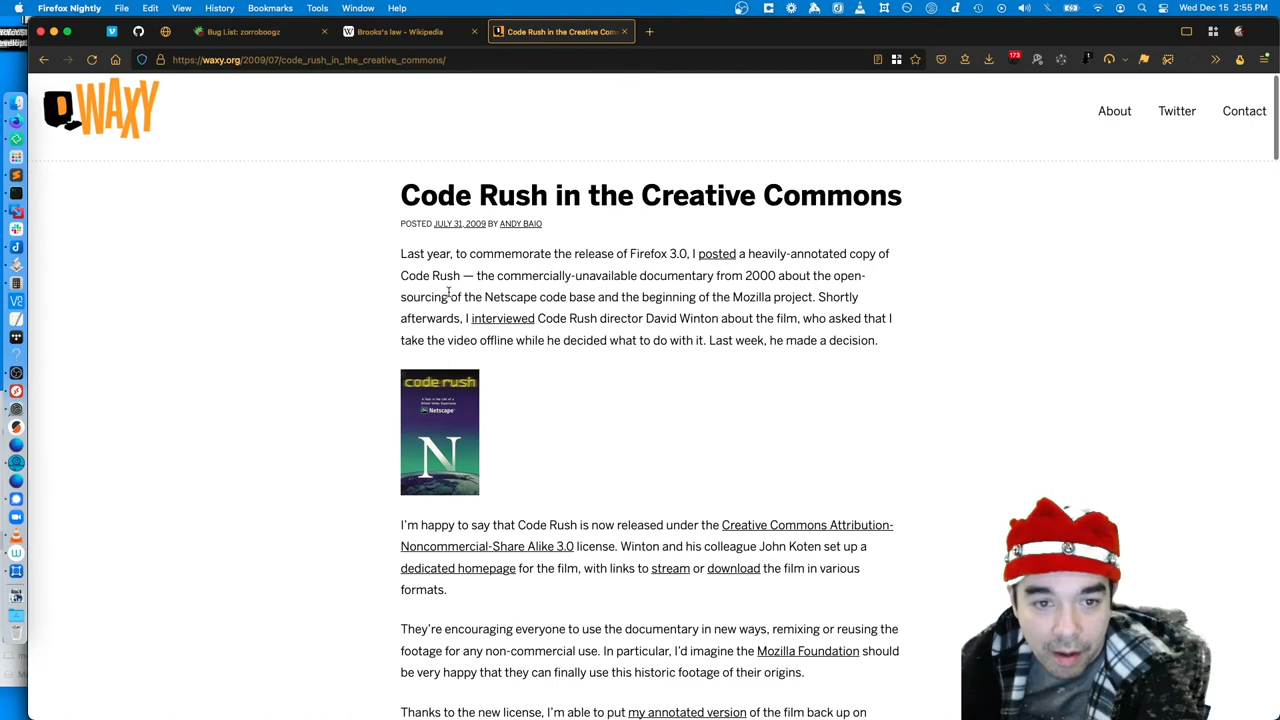 Firefox Nightly File Edit View History Bookmarks Tools Window Help Wed Dec 15 2:55 PM
Bug List: zorroboogz
Brooks's law - Wikipedia
Code Rush in the Creative Com
https://waxy.org/2009/07/code_rush_in_the_creative_commons/
173
WAXY
About Twitter Contact
Code Rush in the Creative Commons
POSTED JULY 31, 2009 BY ANDY BAIO
Last year, to commemorate the release of Firefox 3.0, I posted a heavily-annotated copy of
Code Rush — the commercially-unavailable documentary from 2000 about the open-
sourcing of the Netscape code base and the beginning of the Mozilla project. Shortly
afterwards, I interviewed Code Rush director David Winton about the film, who asked that I
take the video offline while he decided what to do with it. Last week, he made a decision.
code rush
Netscape
N
I'm happy to say that Code Rush is now released under the Creative Commons Attribution-
Noncommercial-Share Alike 3.0 license. Winton and his colleague John Koten set up a
dedicated homepage for the film, with links to stream or download the film in various
formats.
They're encouraging everyone to use the documentary in new ways, remixing or reusing the
footage for any non-commercial use. In particular, I'd imagine the Mozilla Foundation should
be very happy that they can finally use this historic footage of their origins.
Thanks to the new license, I'm able to put my annotated version of the film back up on